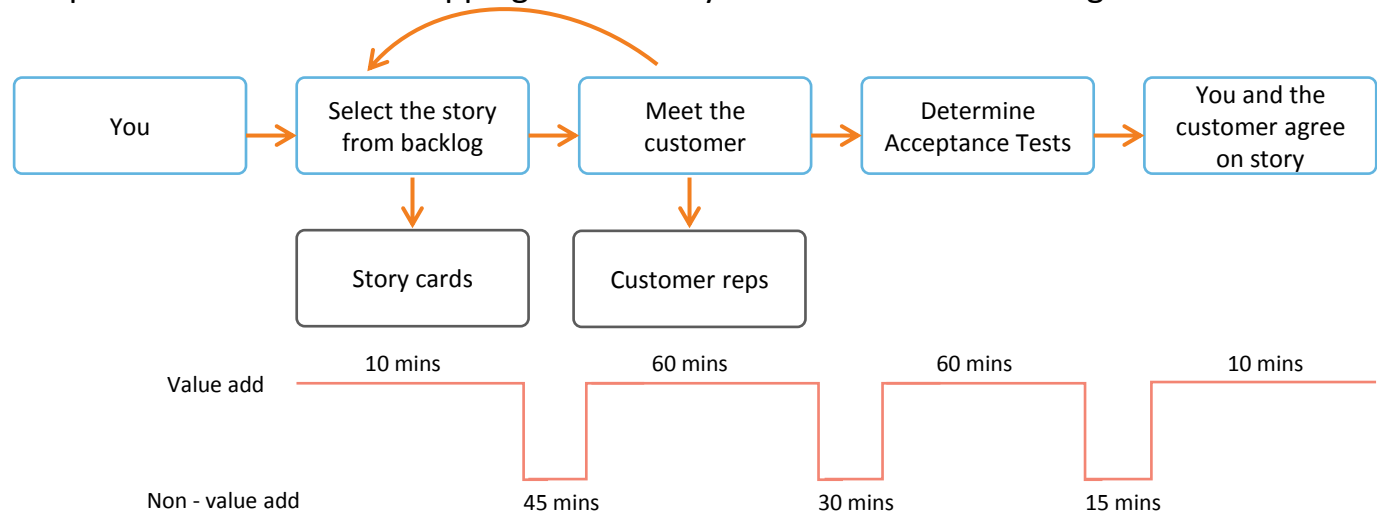 You
Select the story
from backlog
Meet the
customer
Determine
Acceptance Tests
You and the
customer agree
on story
Story cards
Customer reps
10 mins
60 mins
60 mins
10 mins
Value add
Non - value add
45 mins
30 mins
15 mins